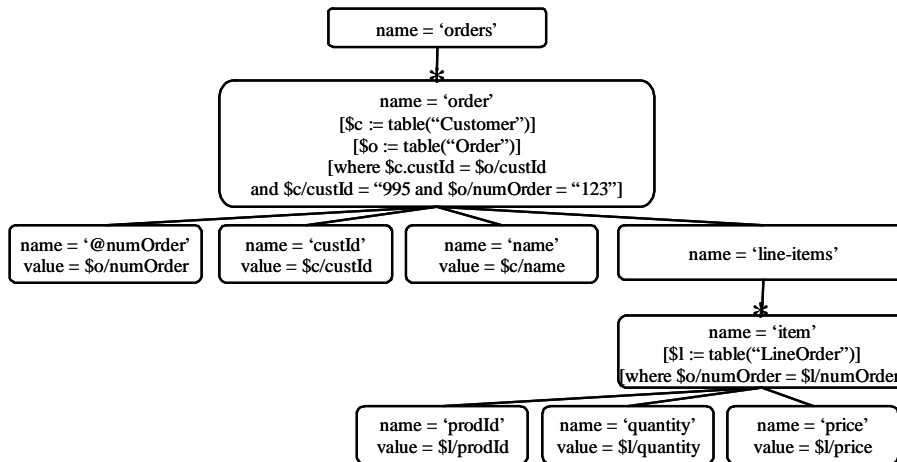 name = ‘orders’
*
name = ‘order’
[$c := table(“Customer”)]
[$o := table(“Order”)]
[where $c.custId = $o/custId
and $c/custId = “995 and $o/numOrder = “123”]
name = ‘@numOrder’
value = $o/numOrder
name = ‘custId’
value = $c/custId
name = ‘name’
value = $c/name
name = ‘line-items’
*
name = ‘item’
[$l := table(“LineOrder”)]
[where $o/numOrder = $l/numOrder
name = ‘prodId’
value = $l/prodId
name = ‘quantity’
value = $l/quantity
name = ‘price’
value = $l/price